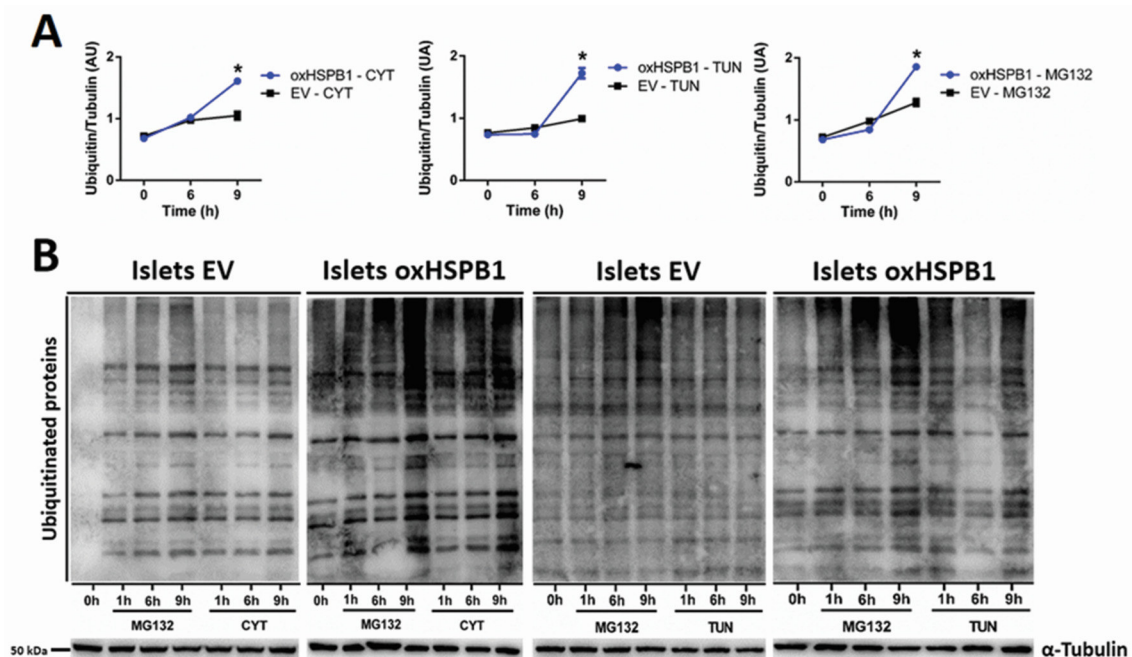 A
Ubiquitin/Tubulin (AU)
2
1
0
0 6 9
Time (h)
*
oxHSPB1 - CYT
EV - CYT
Ubiquitin/Tubulin (UA)
2
1
0
0 6 9
Time (h)
*
oxHSPB1 - TUN
EV - TUN
Ubiquitin/Tubulin (UA)
2
1
0
0 6 9
Time (h)
*
oxHSPB1 - MG132
EV - MG132
B
Islets EV Islets oxHSPB1 Islets EV Islets oxHSPB1
Ubiquitinated proteins
0h 1h 6h 9h 1h 6h 9h 0h 1h 6h 9h 1h 6h 9h 0h 1h 6h 9h 1h 6h 9h 0h 1h 6h 9h 1h 6h 9h
MG132 CYT MG132 CYT MG132 TUN MG132 TUN
50 kDa α-Tubulin